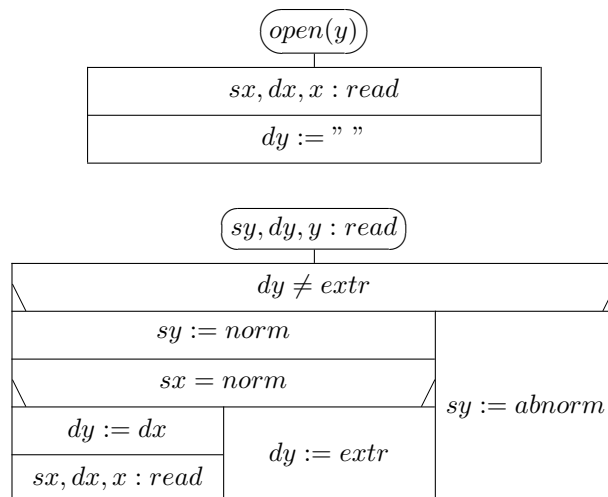 open(y)
sx, dx, x : read
dy := ” ”
sy, dy, y : read
dy ≠ extr
sy := norm
sx = norm
sy := abnorm
dy := dx
dy := extr
sx, dx, x : read